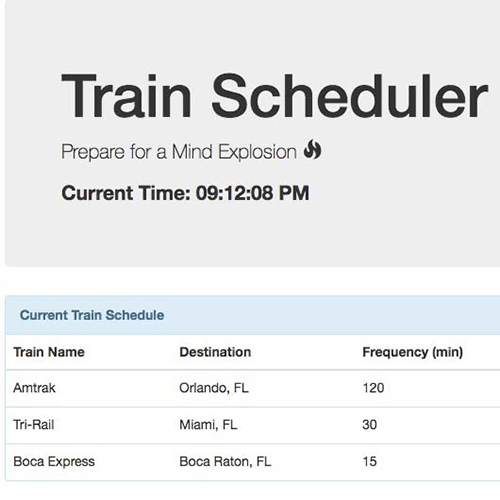 Train Scheduler
Prepare for a Mind Explosion
Current Time: 09:12:08 PM
Current Train Schedule
Train Name Destination Frequency (min)
Amtrak Orlando, FL 120
Tri-Rail Miami, FL 30
Boca Express Boca Raton, FL 15